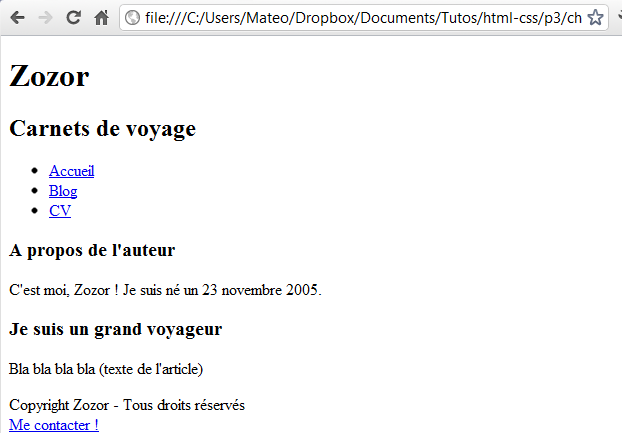 file:///C:/Users/Mateo/Dropbox/Documents/Tutos/html-css/p3/ch
Zozor
Carnets de voyage
Accueil
Blog
CV
A propos de l'auteur
C'est moi, Zozor ! Je suis né un 23 novembre 2005.
Je suis un grand voyageur
Bla bla bla bla (texte de l'article)
Copyright Zozor - Tous droits réservés
Me contacter !